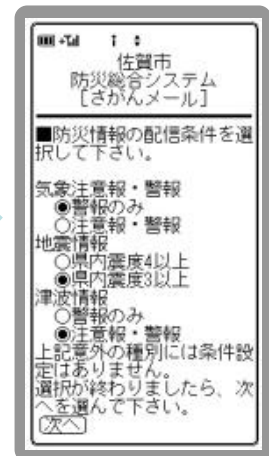 佐賀市
防災総合システム
［さがんメール］
■防災情報の配信条件を選
択して下さい。
気象注意報・警報
◉警報のみ
○注意報・警報
地震情報
○県内震度4以上
◉県内震度3以上
津波情報
○警報のみ
◉注意報・警報
上記意外の種別には条件設
定はありません。
選択が終わりましたら、次
へを選んで下さい。
次へ